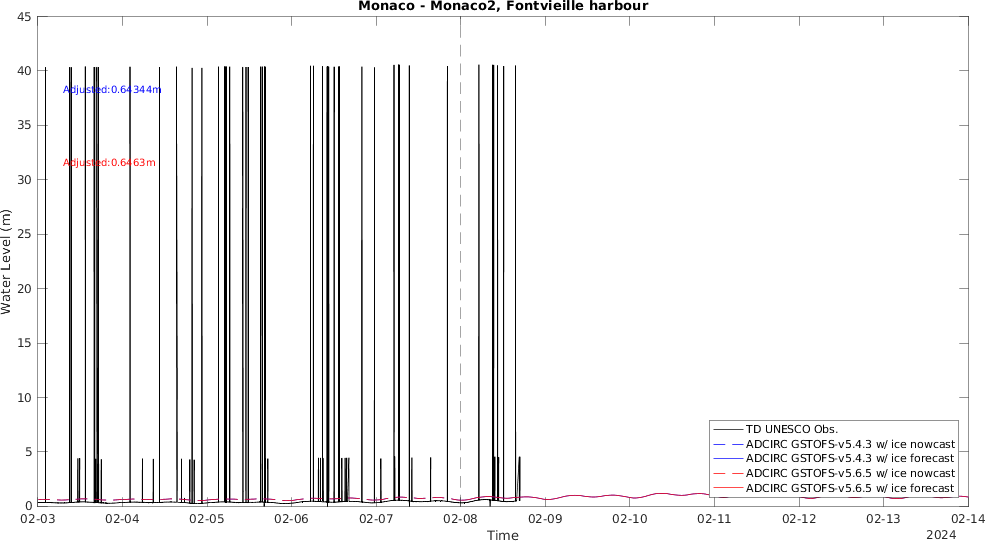 Monaco - Monaco2, Fontvieille harbour
45
40
35
30
25
20
15
10
5
0
Water Level (m)
Adjusted:0.64344m
Adjusted:0.6463m
TD UNESCO Obs.
ADCIRC GSTOFS-v5.4.3 w/ ice nowcast
ADCIRC GSTOFS-v5.4.3 w/ ice forecast
ADCIRC GSTOFS-v5.6.5 w/ ice nowcast
ADCIRC GSTOFS-v5.6.5 w/ ice forecast
02-03 02-04 02-05 02-06 02-07 02-08 02-09 02-10 02-11 02-12 02-13 02-14
Time
2024